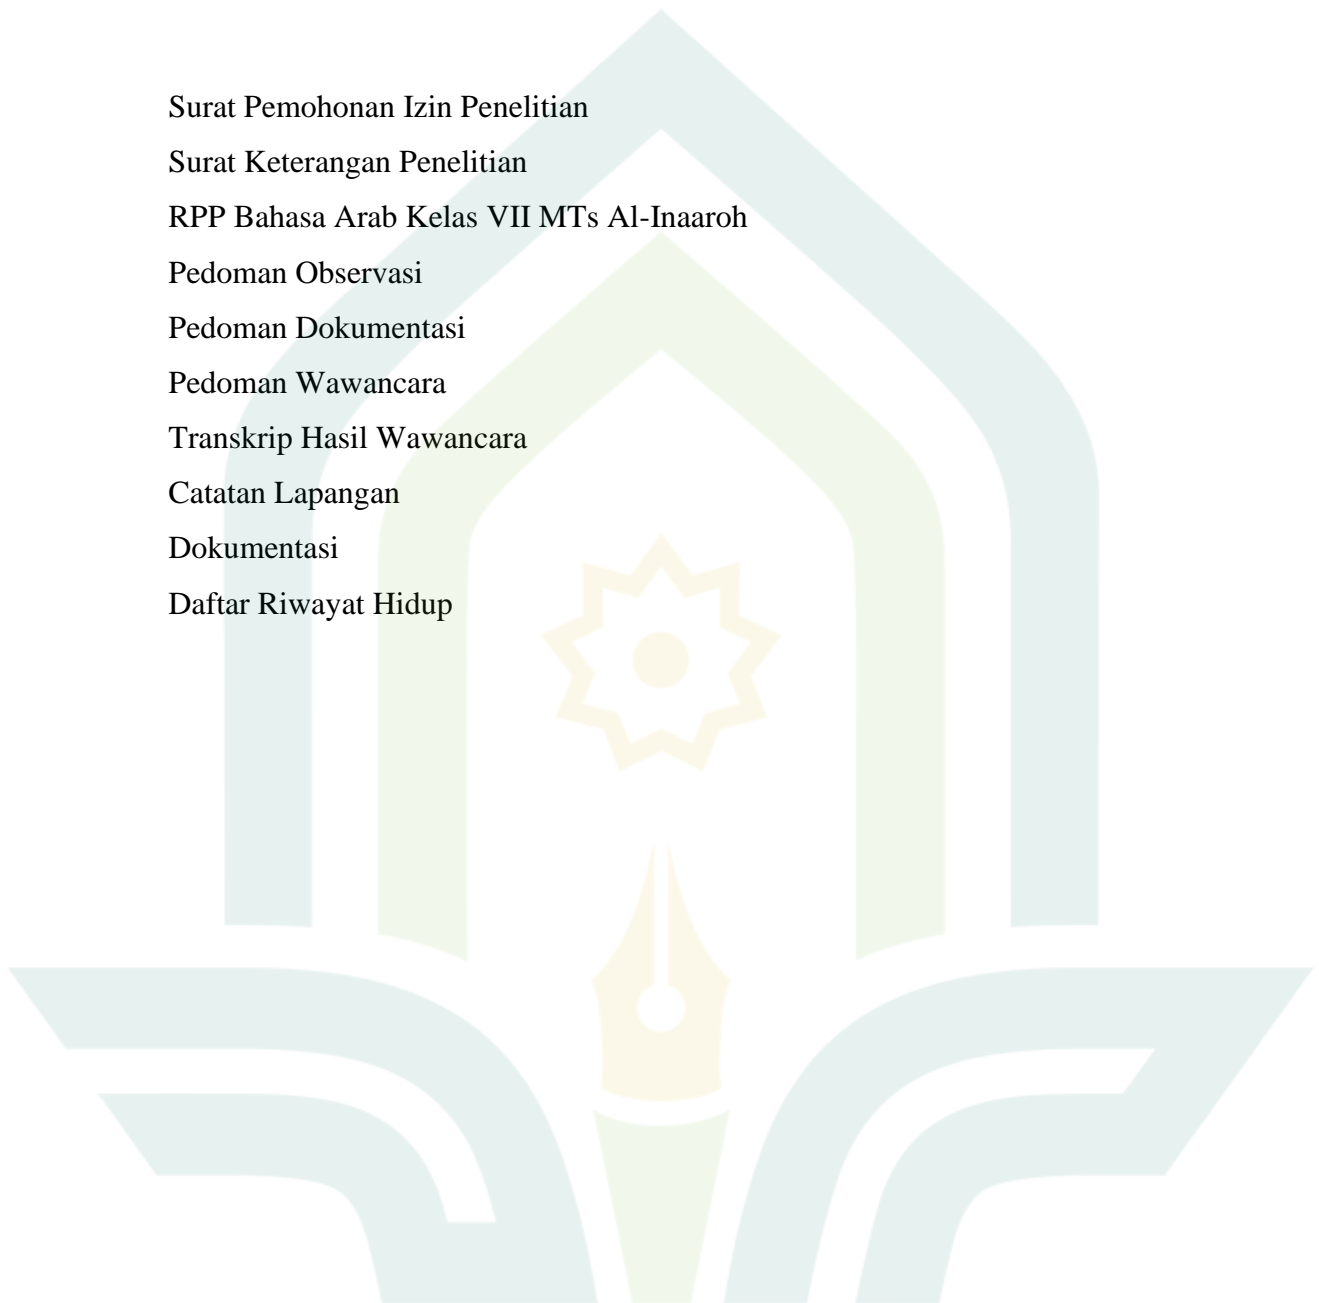 Surat Pemohonan Izin Penelitian
Surat Keterangan Penelitian
RPP Bahasa Arab Kelas VII MTs Al-Inaaroh
Pedoman Observasi
Pedoman Dokumentasi
Pedoman Wawancara
Transkrip Hasil Wawancara
Catatan Lapangan
Dokumentasi
Daftar Riwayat Hidup